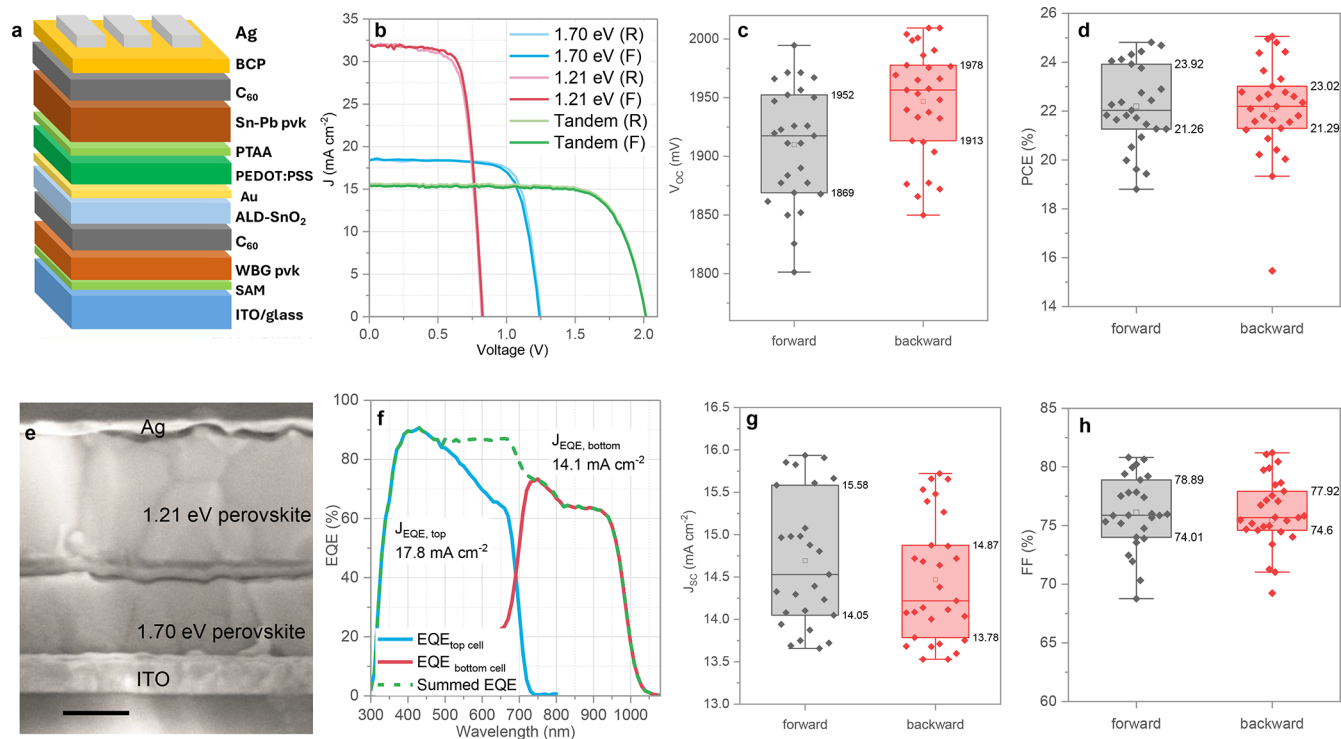 a
Ag
BCP
C₆₀
Sn-Pb pvk
PTAA
PEDOT:PSS
Au
ALD-SnO₂
C₆₀
WBG pvk
SAM
ITO/glass
b
1.70 eV (R)
1.70 eV (F)
1.21 eV (R)
1.21 eV (F)
Tandem (R)
Tandem (F)
35
30
25
20
15
10
5
0
J (mA cm⁻²)
0.0
0.5
1.0
1.5
2.0
Voltage (V)
c
2000
1950
1900
1850
1800
V_OC (mV)
1952
1869
1978
1913
forward
backward
d
26
24
22
20
18
16
14
PCE (%)
23.92
21.26
23.02
21.29
forward
backward
e
Ag
1.21 eV perovskite
1.70 eV perovskite
ITO
f
100
80
60
40
20
0
EQE (%)
J_EQE, bottom
14.1 mA cm⁻²
J_EQE, top
17.8 mA cm⁻²
EQE_top cell
EQE_bottom cell
Summed EQE
300
400
500
600
700
800
900
1000
Wavelength (nm)
g
16.5
16.0
15.5
15.0
14.5
14.0
13.5
13.0
J_SC (mA cm⁻²)
15.58
14.05
14.87
13.78
forward
backward
h
85
80
75
70
65
60
FF (%)
78.89
74.01
77.92
74.6
forward
backward